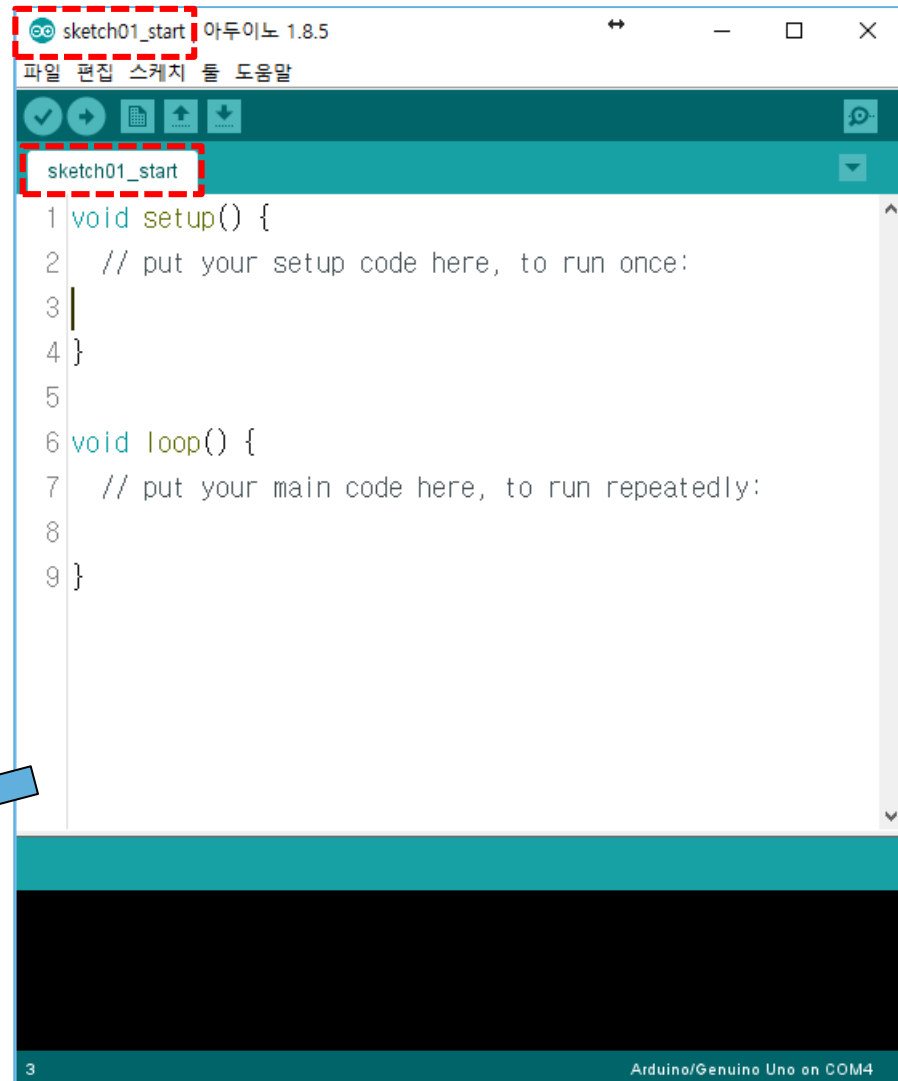 sketch01_start 아두이노 1.8.5
파일 편집 스케치 툴 도움말
sketch01_start
1 void setup() {
2 // put your setup code here, to run once:
3
4 }
5
6 void loop() {
7 // put your main code here, to run repeatedly:
8
9 }
3 Arduino/Genuino Uno on COM4